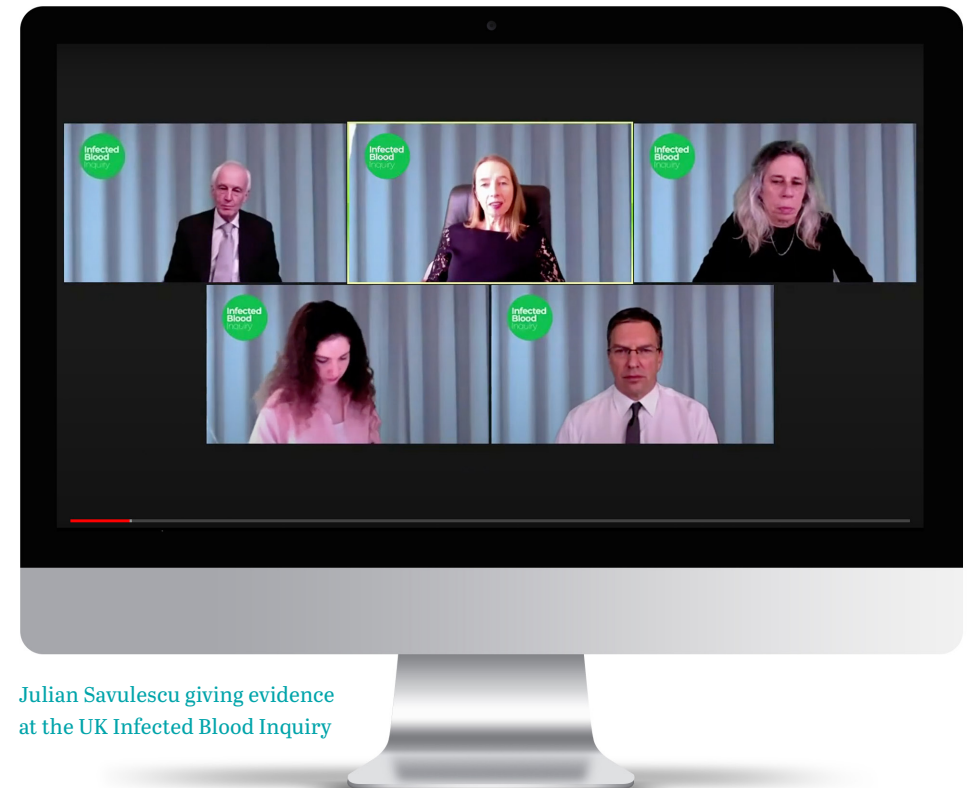 Infected
Blood
Inquiry
Infected
Blood
Inquiry
Infected
Blood
Inquiry
Infected
Blood
Inquiry
Infected
Blood
Inquiry
Julian Savulescu giving evidence
at the UK Infected Blood Inquiry